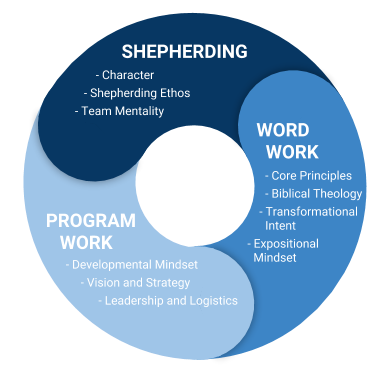 SHEPHERDING
- Character
- Shepherding Ethos
- Team Mentality
WORD
WORK
- Core Principles
- Biblical Theology
- Transformational
Intent
- Expositional
Mindset
PROGRAM
WORK
- Developmental Mindset
- Vision and Strategy
- Leadership and Logistics